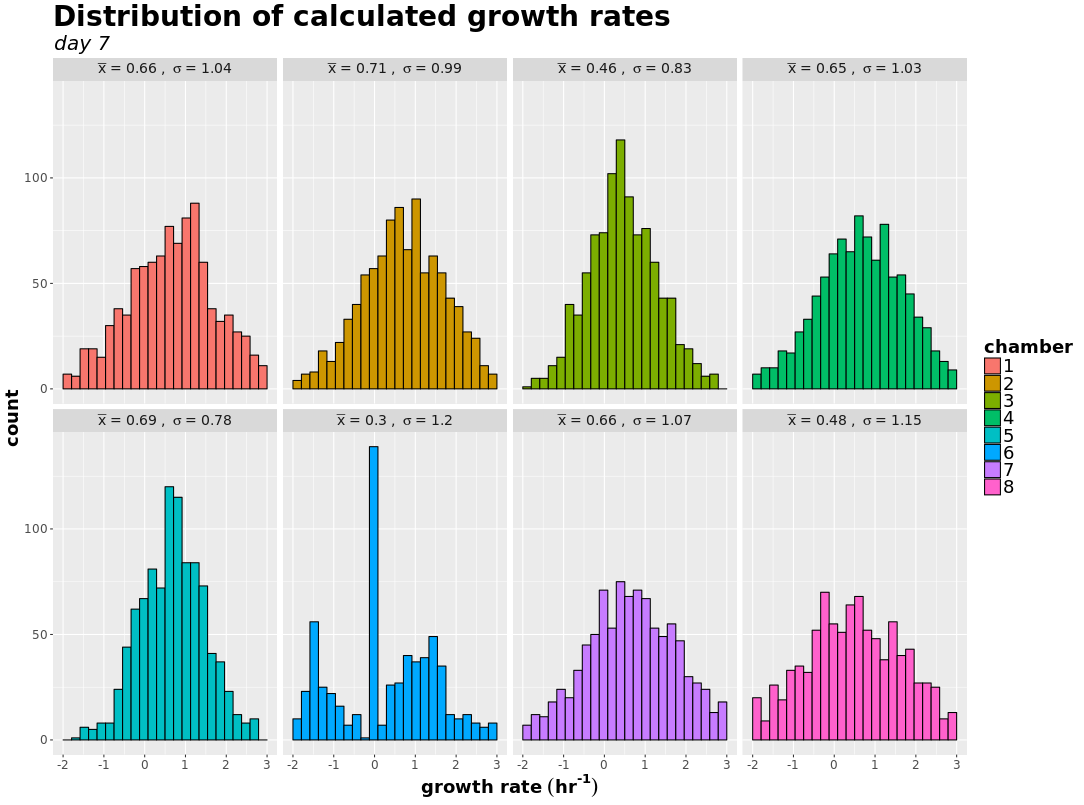 Distribution of calculated growth rates
day 7
x̅ = 0.66 , σ = 1.04
x̅ = 0.71 , σ = 0.99
x̅ = 0.46 , σ = 0.83
x̅ = 0.65 , σ = 1.03
100
50
0
x̅ = 0.69 , σ = 0.78
x̅ = 0.3 , σ = 1.2
x̅ = 0.66 , σ = 1.07
x̅ = 0.48 , σ = 1.15
100
50
0
-2 -1 0 1 2 3
-2 -1 0 1 2 3
-2 -1 0 1 2 3
-2 -1 0 1 2 3
growth rate (hr⁻¹)
count
chamber
1
2
3
4
5
6
7
8